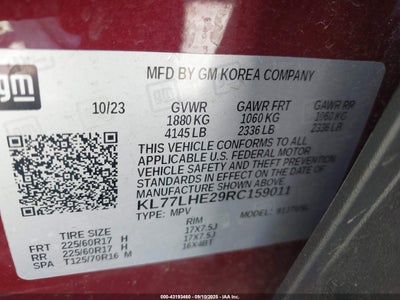 gm
MFD BY GM KOREA COMPANY
10/23 GVWR GAWR FRT GAWR RR
1880 KG 1060 KG 1060 KG
4145 LB 2336 LB 2336 LB
THIS VEHICLE CONFORMS TO ALL
APPLICABLE U.S. FEDERAL MOTOR
VEHICLE SAFETY AND THEFT PREVENTION
STANDARDS IN EFFECT ON THE DATE OF
MANUFACTURE SHOWN ABOVE.
KL77LHE29RC159011
TYPE: MPV MODEL:
TIRE SIZE RIM
FRT 225/60R17 H 17X7.5J
RR 225/60R17 H 17X7.5J
SPA T125/70R16 M 16X4BT
ID: 000-43193460 - 09/10/2025 - © IAA, Inc.